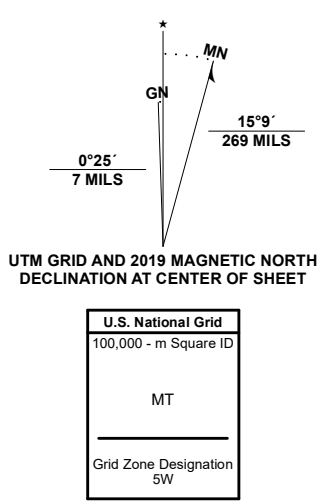 ★
MN
GN
15°9´
269 MILS
0°25´
7 MILS
UTM GRID AND 2019 MAGNETIC NORTH
DECLINATION AT CENTER OF SHEET
U.S. National Grid
100,000 - m Square ID
MT
Grid Zone Designation
5W